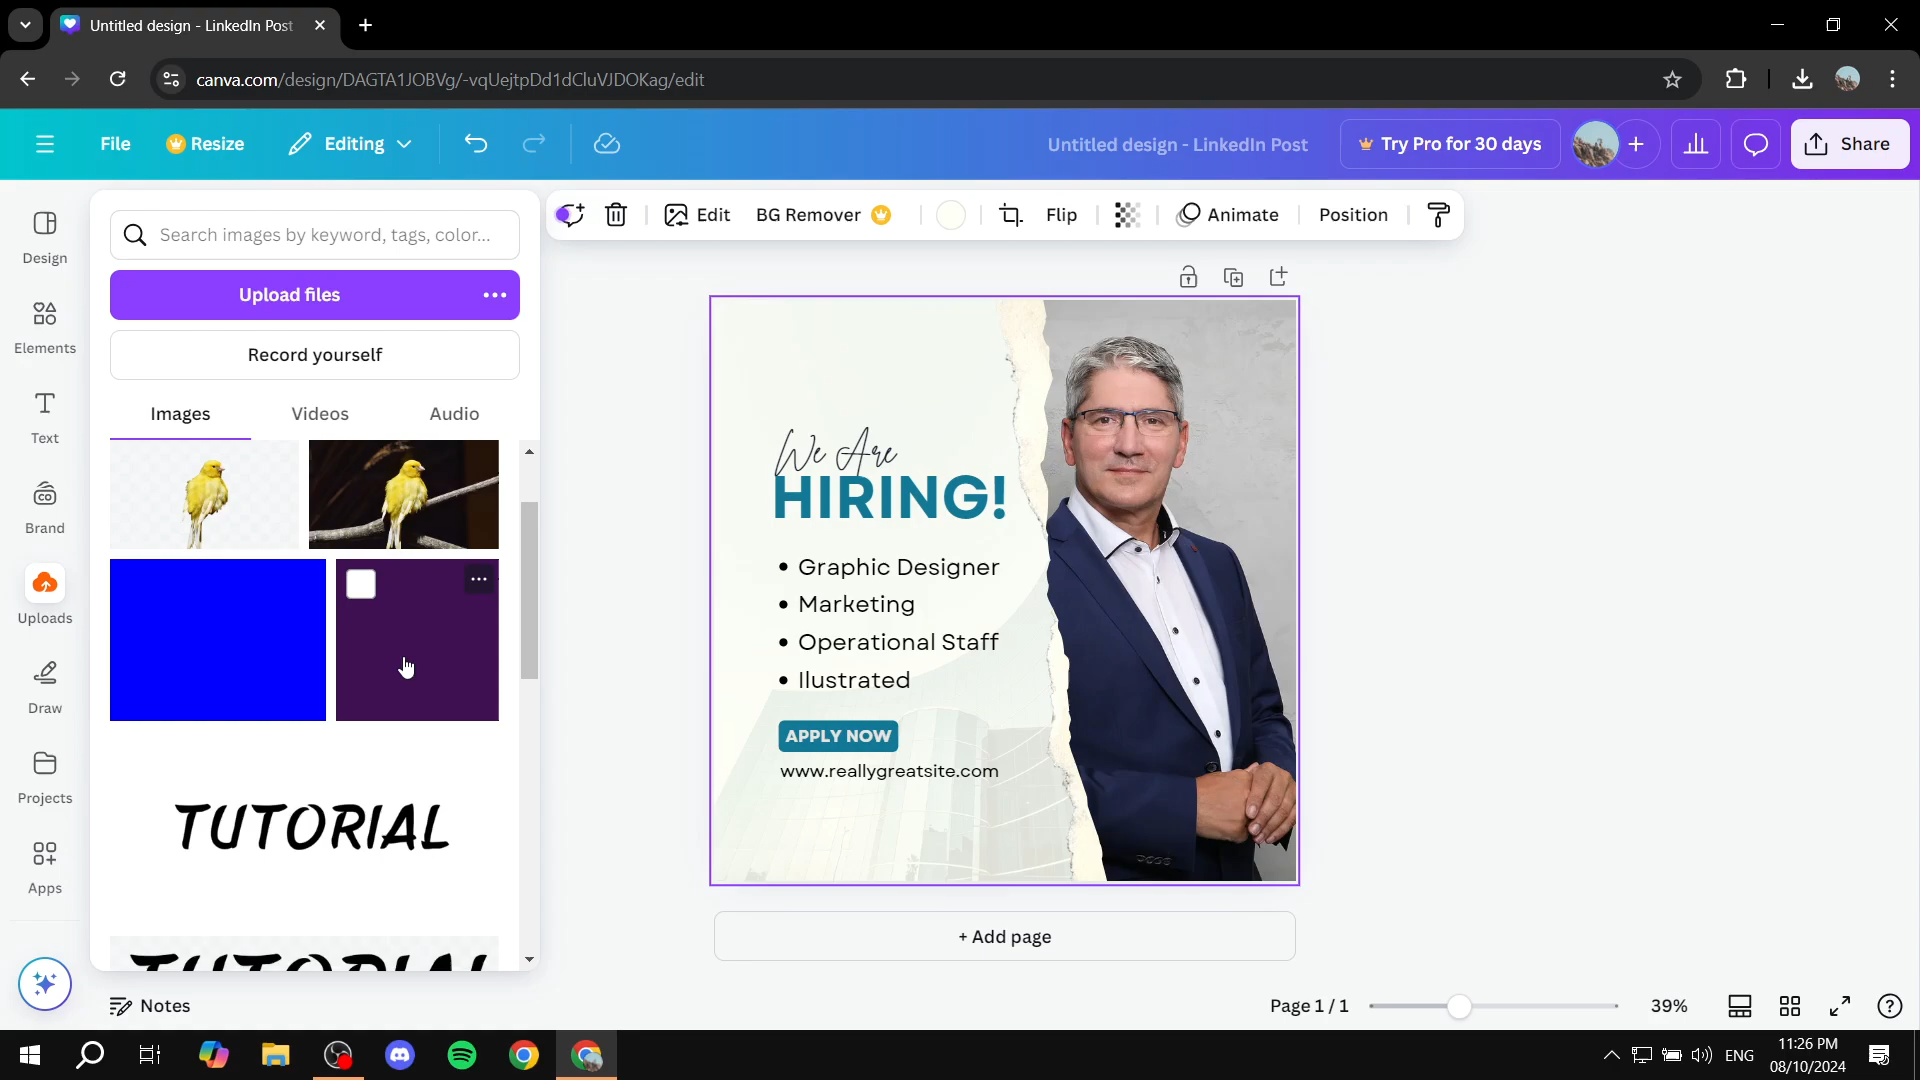 Untitled design - LinkedIn Post
canva.com/design/DAGTA1JOBVg/-vqUejtpDd1dCluVJDOKag/edit
File
Resize
Editing
Untitled design - LinkedIn Post
Try Pro for 30 days
Share
Design
Elements
Text
Brand
Uploads
Draw
Projects
Apps
Search images by keyword, tags, color...
Upload files
Record yourself
Images
Videos
Audio
TUTORIAL
TUTORIAL
Edit
BG Remover
Flip
Animate
Position
We Are
HIRING!
• Graphic Designer
• Marketing
• Operational Staff
• Ilustrated
APPLY NOW
www.reallygreatsite.com
+ Add page
Notes
Page 1 / 1
39%
ENG
11:26 PM
08/10/2024